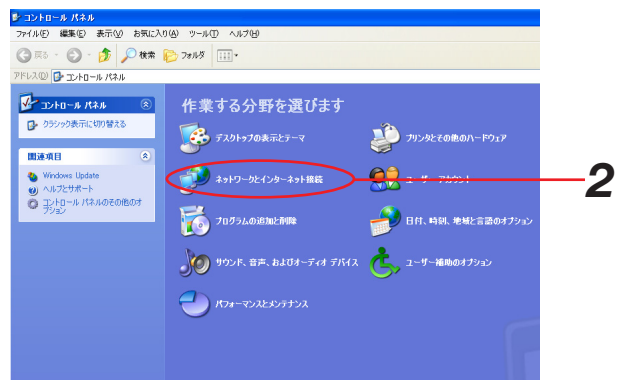 コントロール パネル
ファイル(F) 編集(E) 表示(V) お気に入り(A) ツール(T) ヘルプ(H)
戻る 検索 フォルダ
アドレス(D) コントロール パネル
コントロール パネル
クラシック表示に切り替える
関連項目
Windows Update
ヘルプとサポート
コントロール パネルのその他のオプション
作業する分野を選びます
デスクトップの表示とテーマ
プリンタとその他のハードウェア
ネットワークとインターネット接続
ユーザー アカウント
2
プログラムの追加と削除
日付、時刻、地域と言語のオプション
サウンド、音声、およびオーディオ デバイス
ユーザー補助のオプション
パフォーマンスとメンテナンス